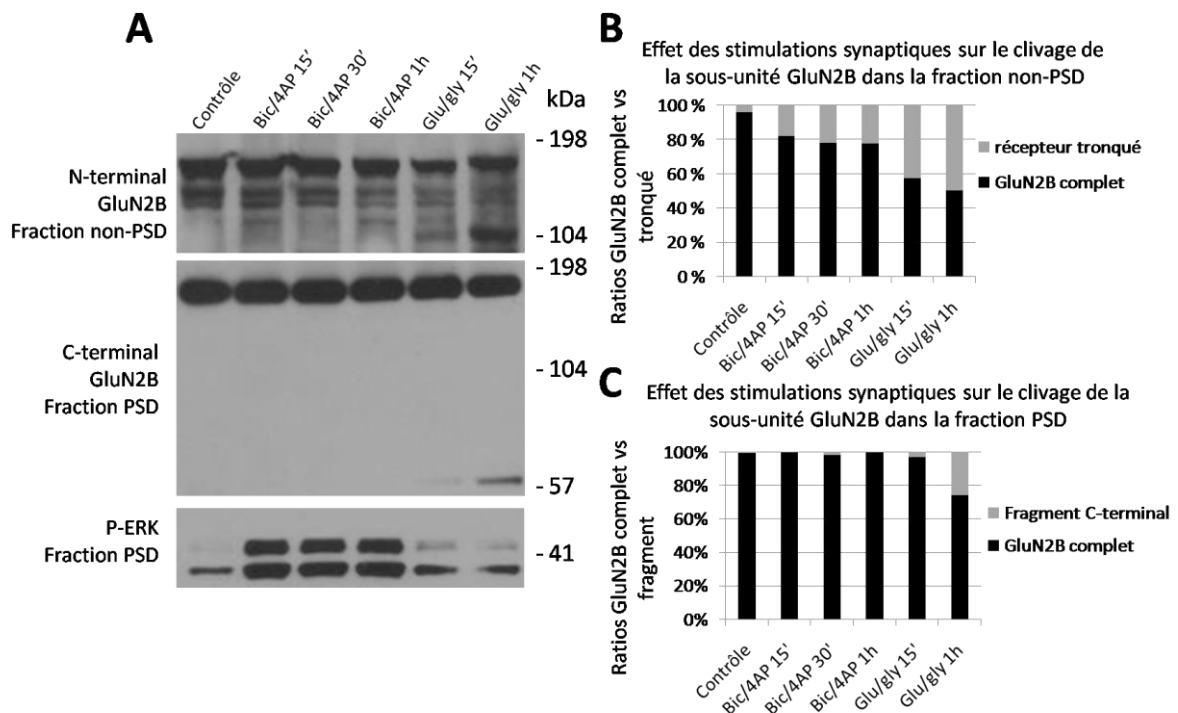 A
Contrôle
Bic/4AP 15'
Bic/4AP 30'
Bic/4AP 1h
Glu/gly 15'
Glu/gly 1h
kDa
- 198
N-terminal
GluN2B
Fraction non-PSD
- 104
- 198
C-terminal
GluN2B
Fraction PSD
- 104
- 57
P-ERK
Fraction PSD
- 41
B
Effet des stimulations synaptiques sur le clivage de
la sous-unité GluN2B dans la fraction non-PSD
Ratios GluN2B complet vs
tronqué
100 %
80 %
60 %
40 %
20 %
0 %
récepteur tronqué
GluN2B complet
Contrôle
Bic/4AP 15'
Bic/4AP 30'
Bic/4AP 1h
Glu/gly 15'
Glu/gly 1h
C
Effet des stimulations synaptiques sur le clivage de la
sous-unité GluN2B dans la fraction PSD
Ratios GluN2B complet vs
fragment
100%
80%
60%
40%
20%
0%
Fragment C-terminal
GluN2B complet
Contrôle
Bic/4AP 15'
Bic/4AP 30'
Bic/4AP 1h
Glu/gly 15'
Glu/gly 1h